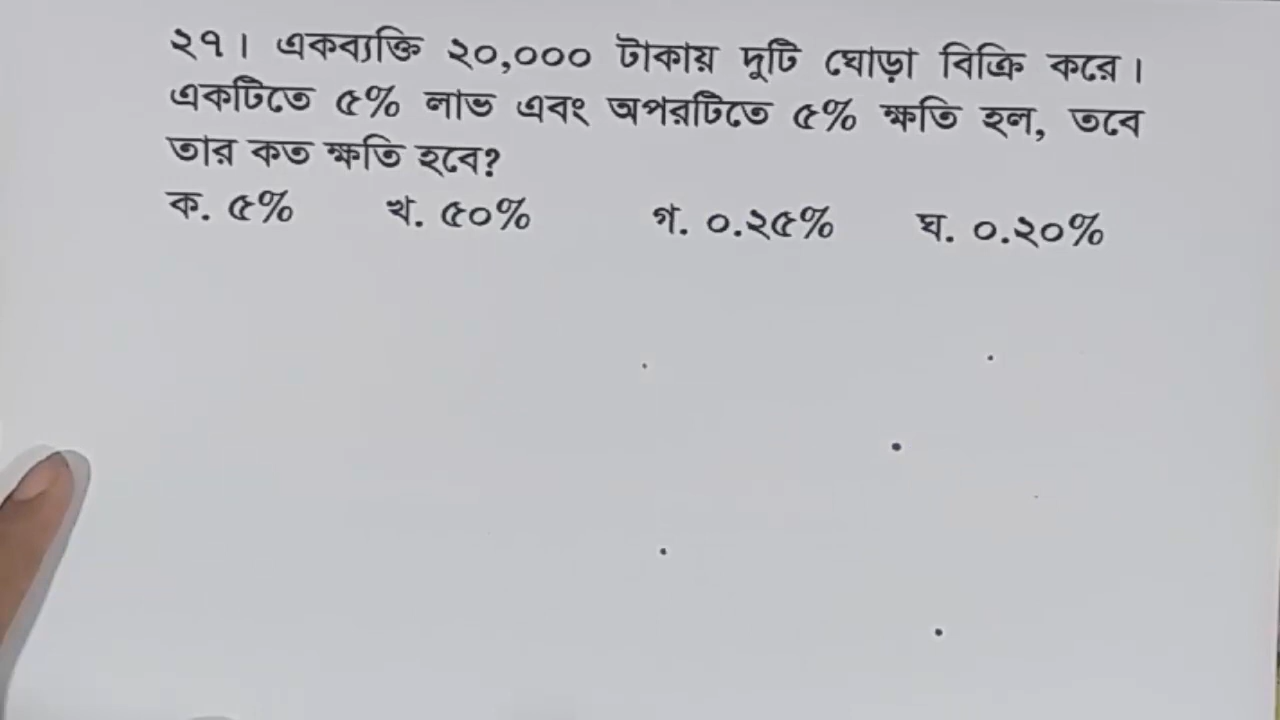 ২৭। একব্যক্তি ২০,০০০ টাকায় দুটি ঘোড়া বিক্রি করে।
একটিতে ৫% লাভ এবং অপরটিতে ৫% ক্ষতি হল, তবে
তার কত ক্ষতি হবে?
ক. ৫% খ. ৫০% গ. ০.২৫% ঘ. ০.২০%